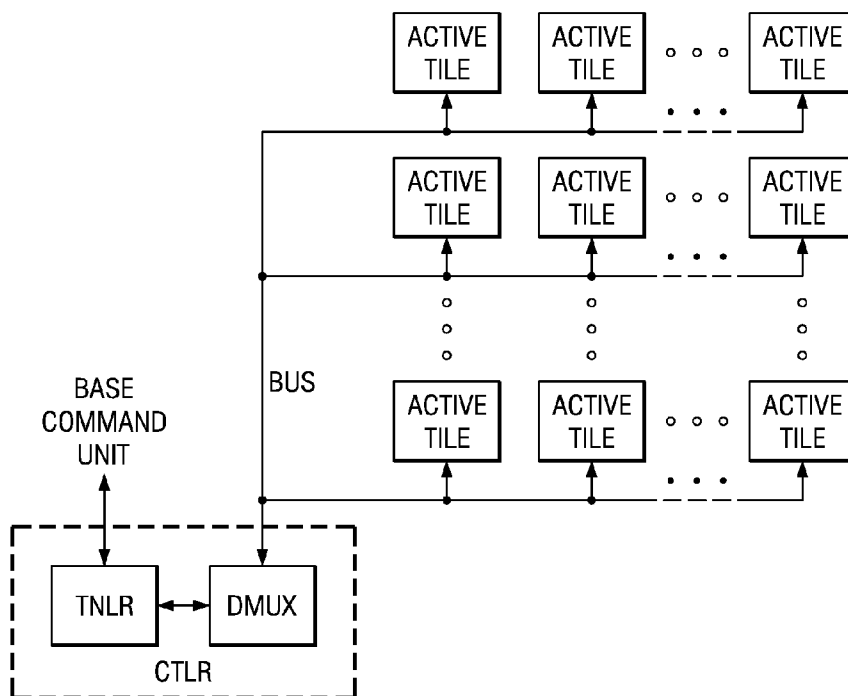 ACTIVE
TILE
ACTIVE
TILE
ACTIVE
TILE
ACTIVE
TILE
ACTIVE
TILE
ACTIVE
TILE
BUS
BASE
COMMAND
UNIT
ACTIVE
TILE
ACTIVE
TILE
ACTIVE
TILE
TNLR
DMUX
CTLR